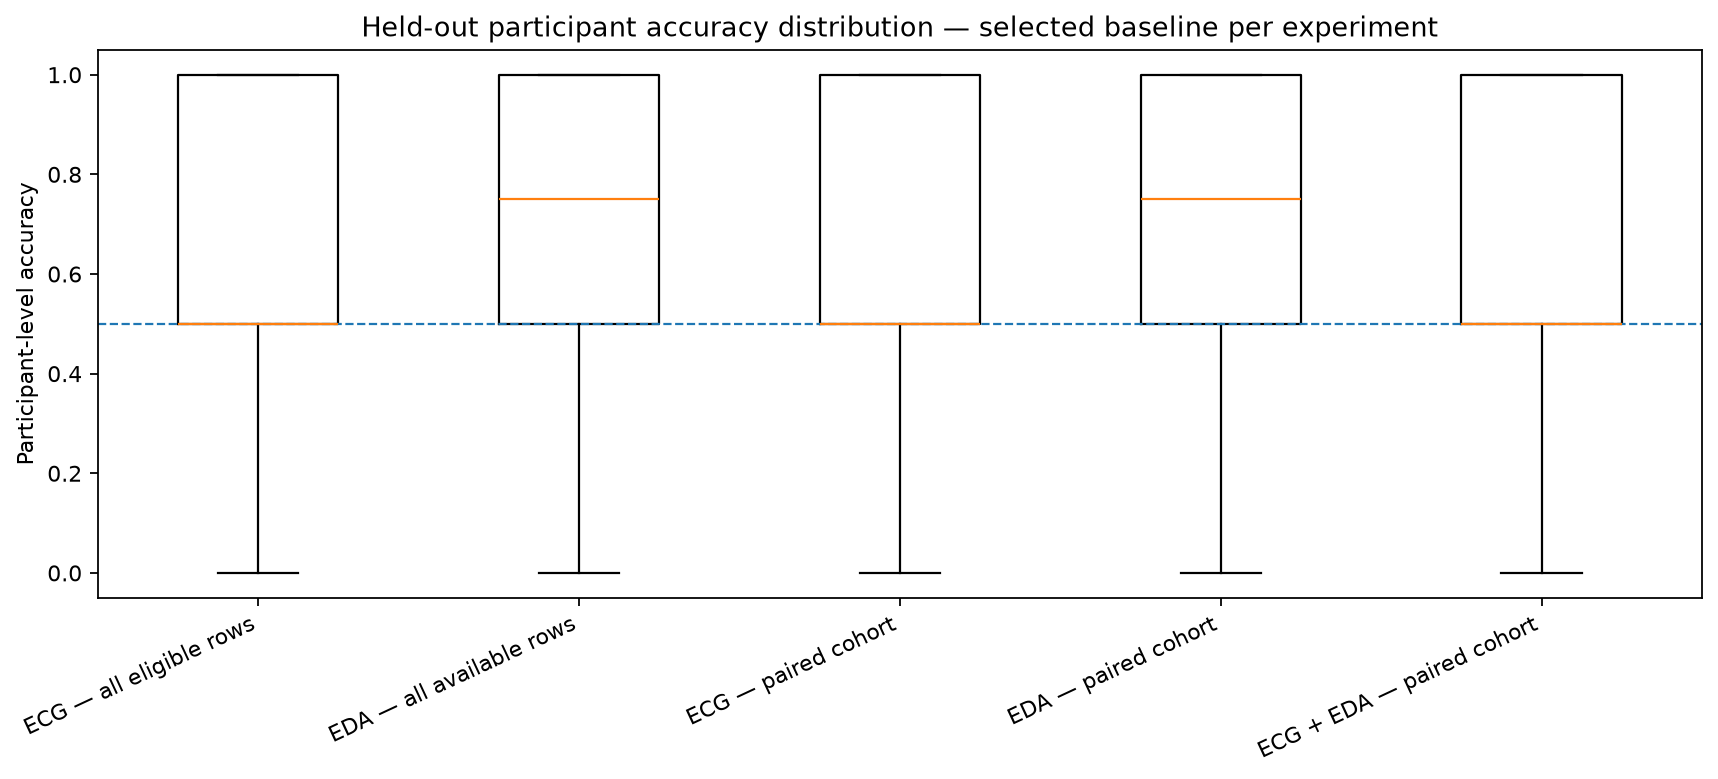 Held-out participant accuracy distribution — selected baseline per experiment
Participant-level accuracy
1.0
0.8
0.6
0.4
0.2
0.0
ECG — all eligible rows
EDA — all available rows
ECG — paired cohort
EDA — paired cohort
ECG + EDA — paired cohort